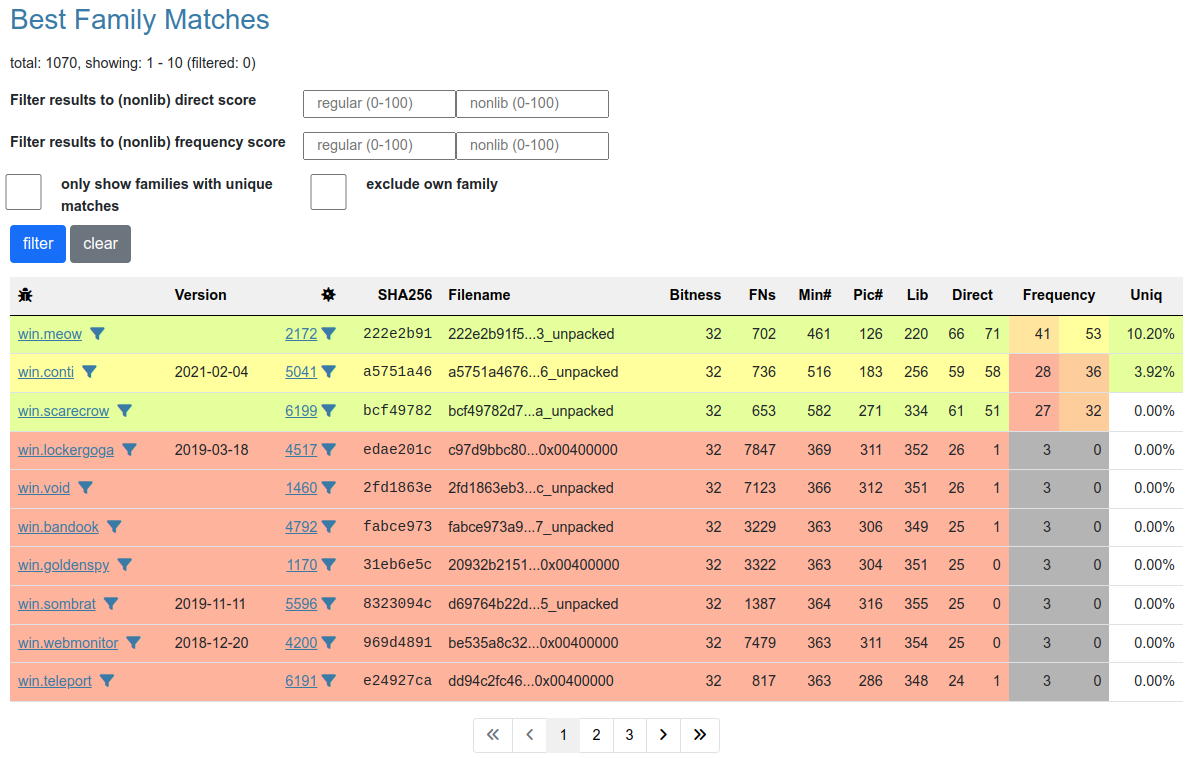 Best Family Matches
total: 1070, showing: 1 - 10 (filtered: 0)
Filter results to (nonlib) direct score regular (0-100) nonlib (0-100)
Filter results to (nonlib) frequency score regular (0-100) nonlib (0-100)
only show families with unique matches exclude own family
filter clear
Version SHA256 Filename Bitness FNs Min# Pic# Lib Direct Frequency Uniq
win.meow 2172 222e2b91 222e2b91f5...3_unpacked 32 702 461 126 220 66 71 41 53 10.20%
win.conti 2021-02-04 5041 a5751a46 a5751a4676...6_unpacked 32 736 516 183 256 59 58 28 36 3.92%
win.scarecrow 6199 bcf49782 bcf49782d7...a_unpacked 32 653 582 271 334 61 51 27 32 0.00%
win.lockergoga 2019-03-18 4517 edae201c c97d9bbc80...0x00400000 32 7847 369 311 352 26 1 3 0 0.00%
win.void 1460 2fd1863e 2fd1863eb3...c_unpacked 32 7123 366 312 351 26 1 3 0 0.00%
win.bandook 4792 fabce973 fabce973a9...7_unpacked 32 3229 363 306 349 25 1 3 0 0.00%
win.goldenspy 1170 31eb6e5c 20932b2151...0x00400000 32 3322 363 304 351 25 0 3 0 0.00%
win.sombrat 2019-11-11 5596 8323094c d69764b22d...5_unpacked 32 1387 364 316 355 25 0 3 0 0.00%
win.webmonitor 2018-12-20 4200 969d4891 be535a8c32...0x00400000 32 7479 363 311 354 25 0 3 0 0.00%
win.teleport 6191 e24927ca dd94c2fc46...0x00400000 32 817 363 286 348 24 1 3 0 0.00%
« ‹ 1 2 3 › »